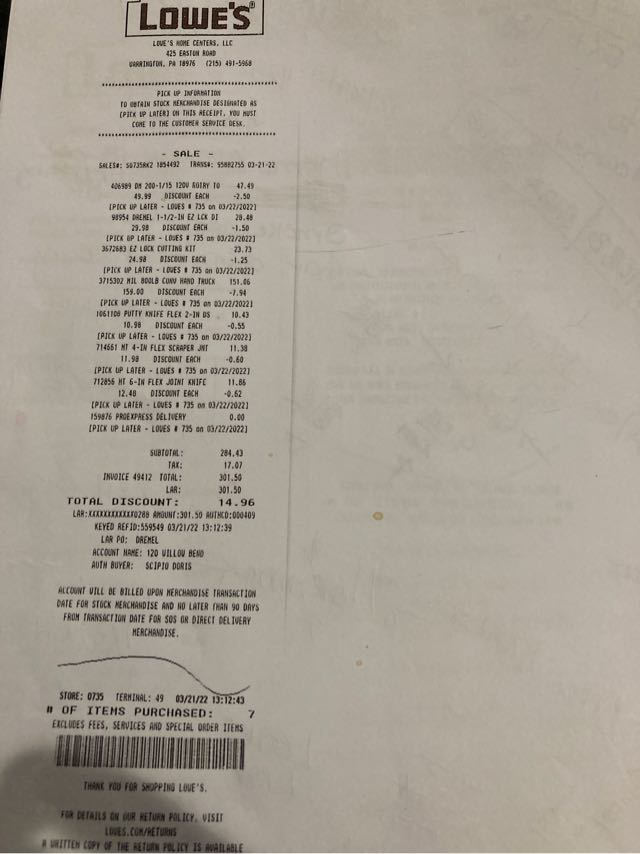 LOWE'S
LOWE'S HOME CENTERS, LLC
425 EASTON ROAD
WARRINGTON, PA 18976 (215) 491-5968
PICK UP INFORMATION
TO OBTAIN STOCK MERCHANDISE DESIGNATED AS
[PICK UP LATER] ON THIS RECEIPT, YOU MUST
COME TO THE CUSTOMER SERVICE DESK.
- SALE -
SALES#: SG735RK2 1854492 TRANS#: 95882755 03-21-22
406989 DM 200-1/15 120V ROTRY TO 47.49
49.99 DISCOUNT EACH -2.50
[PICK UP LATER - LOWES # 735 on 03/22/2022]
98954 DREMEL 1-1/2-IN EZ LCK DI 28.48
29.98 DISCOUNT EACH -1.50
[PICK UP LATER - LOWES # 735 on 03/22/2022]
3672683 EZ LOCK CUTTING KIT 23.73
24.98 DISCOUNT EACH -1.25
[PICK UP LATER - LOWES # 735 on 03/22/2022]
3715302 MIL 800LB CONV HAND TRUCK 151.06
159.00 DISCOUNT EACH -7.94
[PICK UP LATER - LOWES # 735 on 03/22/2022]
1061108 PUTTY KNIFE FLEX 2-IN DS 10.43
10.98 DISCOUNT EACH -0.55
[PICK UP LATER - LOWES # 735 on 03/22/2022]
714661 HT 4-IN FLEX SCRAPER JNT 11.38
11.98 DISCOUNT EACH -0.60
[PICK UP LATER - LOWES # 735 on 03/22/2022]
712856 HT 6-IN FLEX JOINT KNIFE 11.86
12.48 DISCOUNT EACH -0.62
[PICK UP LATER - LOWES # 735 on 03/22/2022]
159876 PROEXPRESS DELIVERY 0.00
[PICK UP LATER - LOWES # 735 on 03/22/2022]
SUBTOTAL: 284.43
TAX: 17.07
INVOICE 49412 TOTAL: 301.50
LAR: 301.50
TOTAL DISCOUNT: 14.96
LAR:XXXXXXXXXXXX0288 AMOUNT:301.50 AUTHCD:000409
KEYED REFID:559549 03/21/22 13:12:39
LAR PO: DREMEL
ACCOUNT NAME: 120 WILLOW BEND
AUTH BUYER: SCIPIO DORIS
ACCOUNT WILL BE BILLED UPON MERCHANDISE TRANSACTION
DATE FOR STOCK MERCHANDISE AND NO LATER THAN 90 DAYS
FROM TRANSACTION DATE FOR SOS OR DIRECT DELIVERY
MERCHANDISE.
STORE: 0735 TERMINAL: 49 03/21/22 13:12:43
# OF ITEMS PURCHASED: 7
EXCLUDES FEES, SERVICES AND SPECIAL ORDER ITEMS
THANK YOU FOR SHOPPING LOWE'S.
FOR DETAILS ON OUR RETURN POLICY, VISIT
LOWES.COM/RETURNS
A WRITTEN COPY OF THE RETURN POLICY IS AVAILABLE